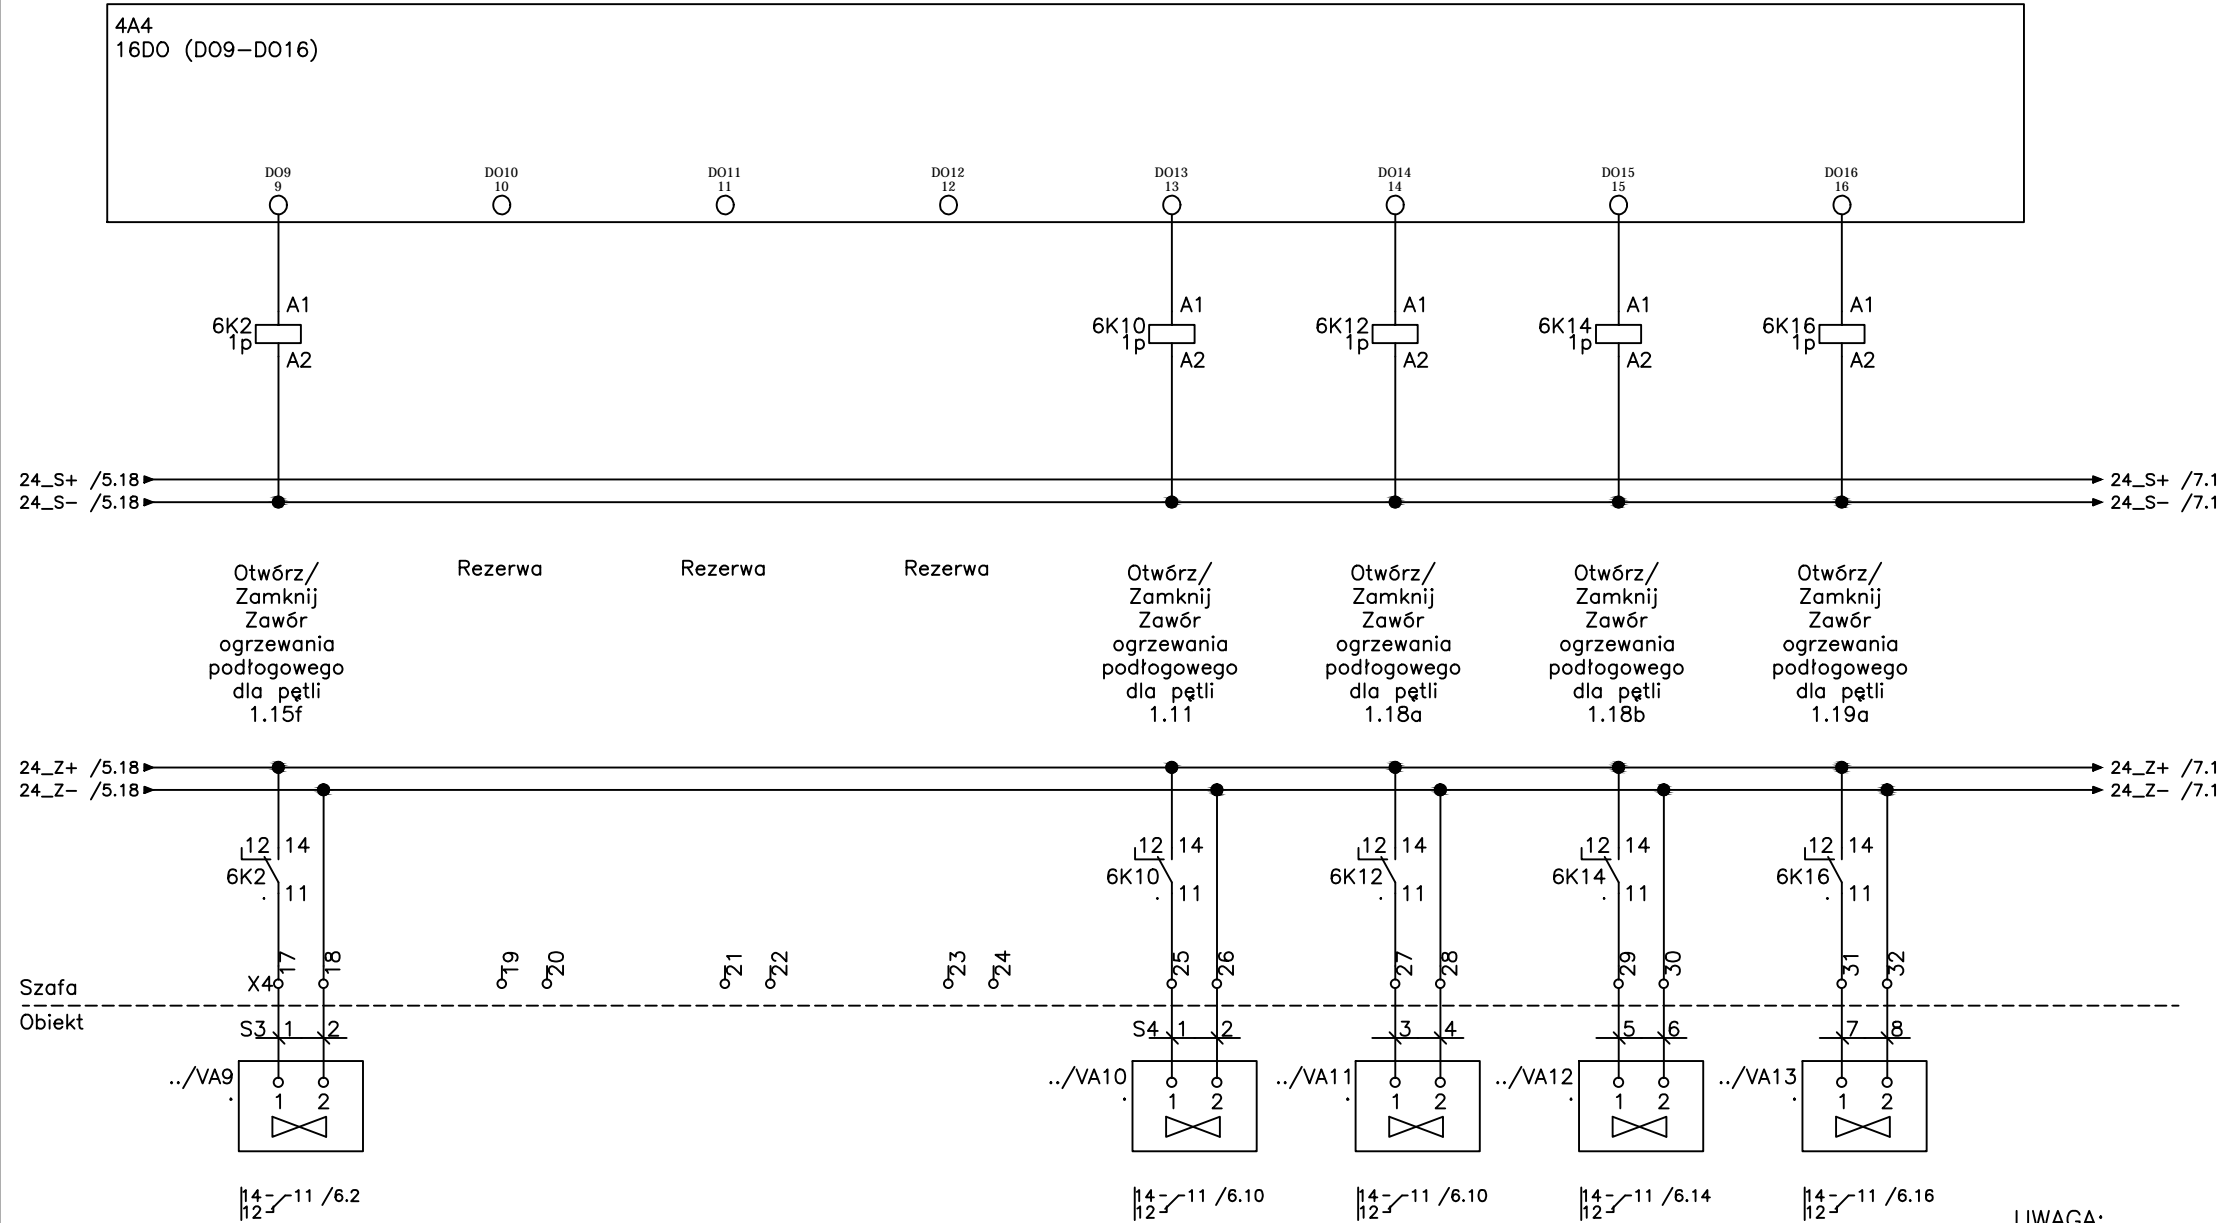 4A4
16DO (DO9-DO16)
DO9 DO10 DO11 DO12 DO13 DO14 DO15 DO16
9 10 11 12 13 14 15 16
A1 A1 A1 A1 A1
6K2 6K10 6K12 6K14 6K16
1p 1p 1p 1p 1p
A2 A2 A2 A2 A2
24_S+ /5.18 24_S+ /7.1
24_S- /5.18 24_S- /7.1
Otwórz/ Rezerwa Rezerwa Rezerwa Otwórz/ Otwórz/ Otwórz/ Otwórz/
Zamknij Zamknij Zamknij Zamknij Zamknij
Zawór Zawór Zawór Zawór Zawór
ogrzewania ogrzewania ogrzewania ogrzewania ogrzewania
podłogowego podłogowego podłogowego podłogowego podłogowego
dla pętli dla pętli dla pętli dla pętli dla pętli
1.15f 1.11 1.18a 1.18b 1.19a
24_Z+ /5.18 24_Z+ /7.1
24_Z- /5.18 24_Z- /7.1
12 14 12 14 12 14 12 14 12 14
6K2 6K10 6K12 6K14 6K16
. 11 . 11 . 11 . 11 . 11
17 18 19 20 21 22 23 24 25 26 27 28 29 30 31 32
X4
Szafa
Obiekt
S3 1 2 S4 1 2 3 4 5 6 7 8
../VA9 ../VA10 ../VA11 ../VA12 ../VA13
. 1 2 . 1 2 . 1 2 . 1 2 . 1 2
14 11 /6.2 14 11 /6.10 14 11 /6.10 14 11 /6.14 14 11 /6.16
12 12 12 12 12
UWAGA: